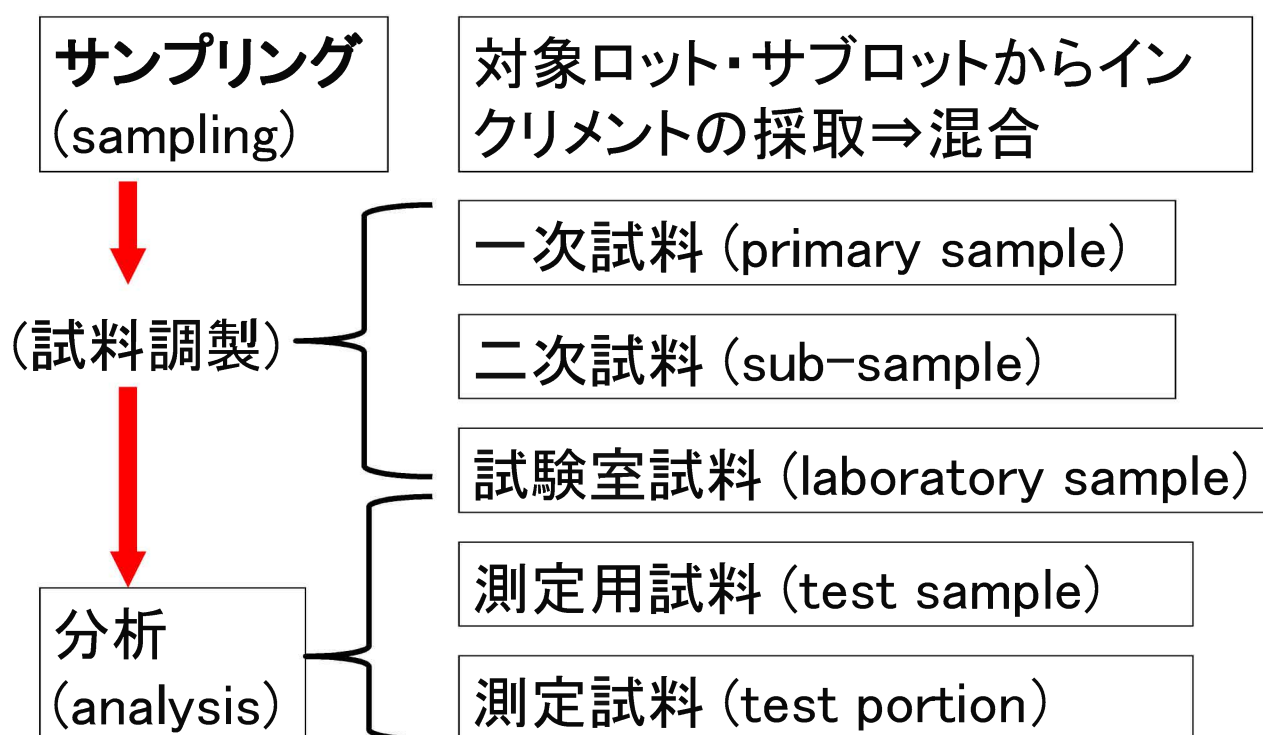 サンプリング
(sampling)
対象ロット・サブロットからイン
クリメントの採取⇒混合
(試料調製)
一次試料 (primary sample)
二次試料 (sub-sample)
試験室試料 (laboratory sample)
分析
(analysis)
測定用試料 (test sample)
測定試料 (test portion)